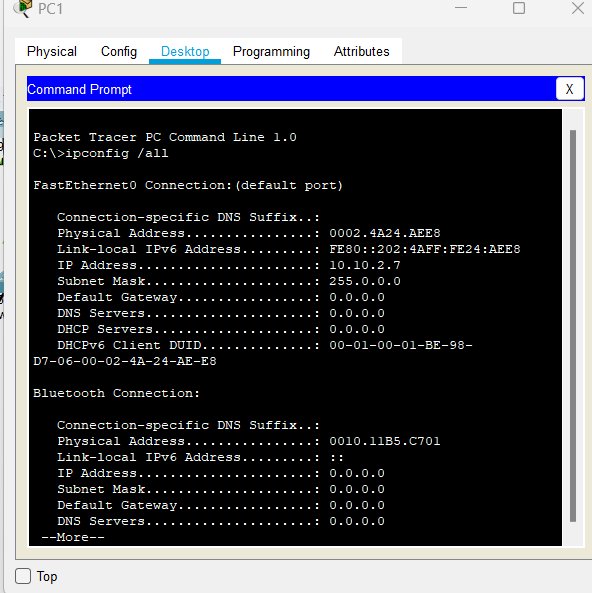 PC1
Physical Config Desktop Programming Attributes
Command Prompt
X
Packet Tracer PC Command Line 1.0
C:\>ipconfig /all
FastEthernet0 Connection:(default port)
Connection-specific DNS Suffix..:
Physical Address................: 0002.4A24.AEE8
Link-local IPv6 Address.........: FE80::202:4AFF:FE24:AEE8
IP Address......................: 10.10.2.7
Subnet Mask.....................: 255.0.0.0
Default Gateway.................: 0.0.0.0
DNS Servers.....................: 0.0.0.0
DHCP Servers....................: 0.0.0.0
DHCPv6 Client DUID..............: 00-01-00-01-BE-98-
D7-06-00-02-4A-24-AE-E8
Bluetooth Connection:
Connection-specific DNS Suffix..:
Physical Address................: 0010.11B5.C701
Link-local IPv6 Address.........: ::
IP Address......................: 0.0.0.0
Subnet Mask.....................: 0.0.0.0
Default Gateway.................: 0.0.0.0
DNS Servers.....................: 0.0.0.0
--More--
Top